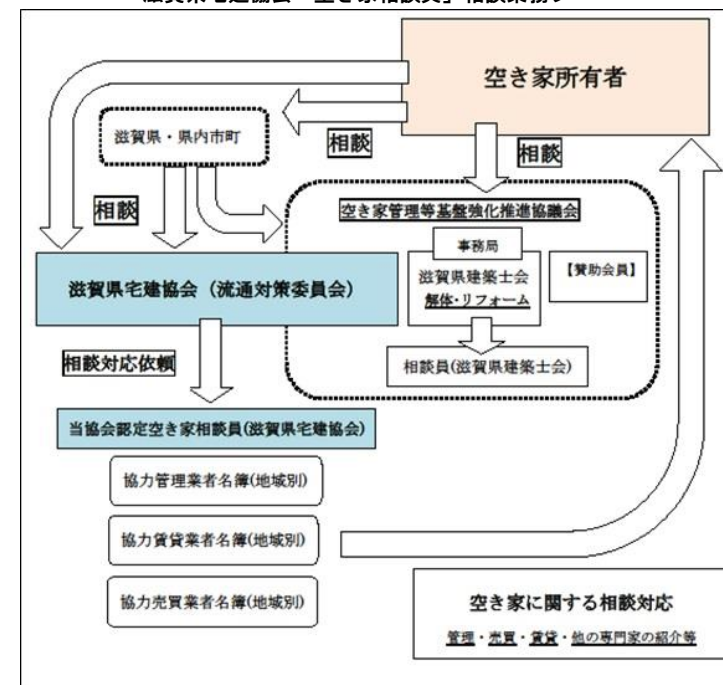 空き家所有者
滋賀県・県内市町
相談
相談
相談
空き家管理等基盤強化推進協議会
事務局
滋賀県建築士会
解体・リフォーム
【賛助会員】
滋賀県宅建協会（流通対策委員会）
相談対応依頼
相談員(滋賀県建築士会)
当協会認定空き家相談員(滋賀県宅建協会)
協力管理業者名簿(地域別)
協力賃貸業者名簿(地域別)
協力売買業者名簿(地域別)
空き家に関する相談対応
管理・売買・賃貸・他の専門家の紹介等